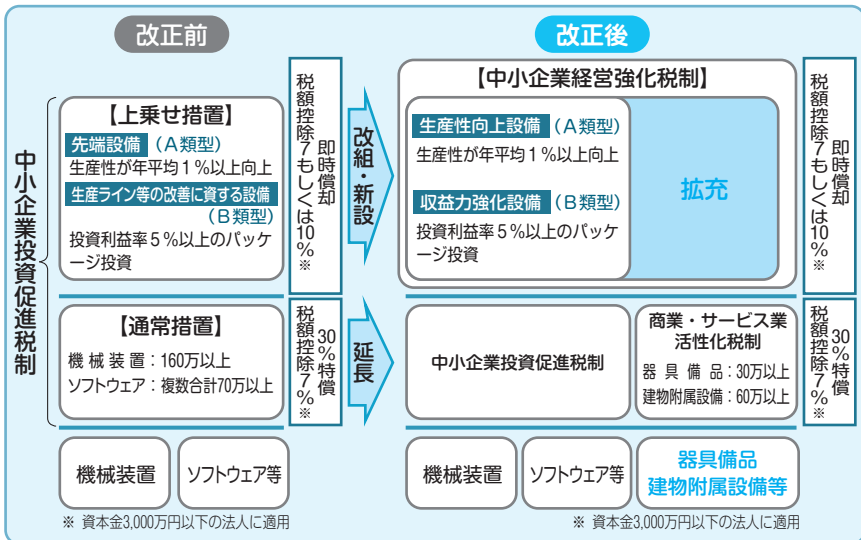 改正前
中小企業投資促進税制
【上乗せ措置】
先端設備（A類型）
生産性が年平均1％以上向上
生産ライン等の改善に資する設備
（B類型）
投資利益率5％以上のパッケ
ージ投資
即時償却
税額控除7もしくは10％※
【通常措置】
機械装置：160万以上
ソフトウェア：複数合計70万以上
30％特償
税額控除7％※
機械装置
ソフトウェア等
※ 資本金3,000万円以下の法人に適用
改組・新設
延長
改正後
【中小企業経営強化税制】
生産性向上設備（A類型）
生産性が年平均1％以上向上
収益力強化設備（B類型）
投資利益率5％以上のパッケ
ージ投資
拡充
即時償却
税額控除7もしくは10％※
中小企業投資促進税制
商業・サービス業
活性化税制
器具備品：30万以上
建物附属設備：60万以上
30％特償
税額控除7％※
機械装置
ソフトウェア等
器具備品
建物附属設備等
※ 資本金3,000万円以下の法人に適用